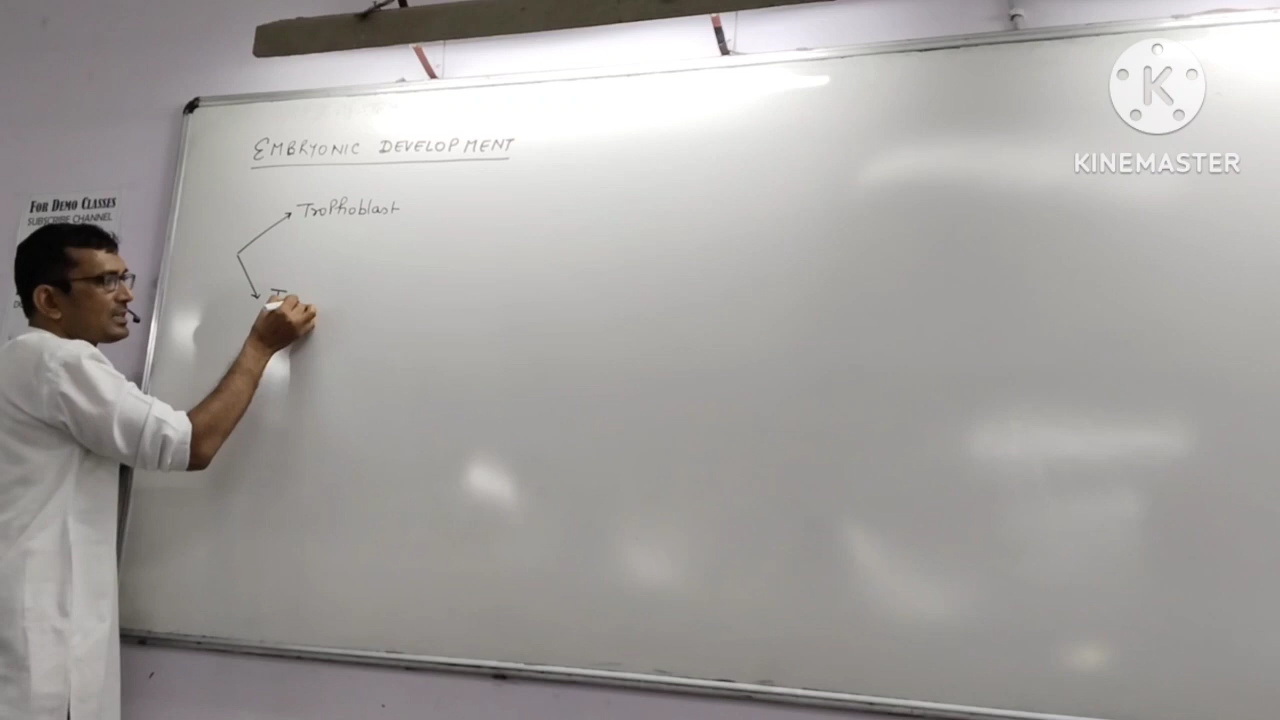 K
KINEMASTER
EMBRYONIC DEVELOPMENT
FOR DEMO CLASSES
SUBSCRIBE CHANNEL
Trophoblast
I